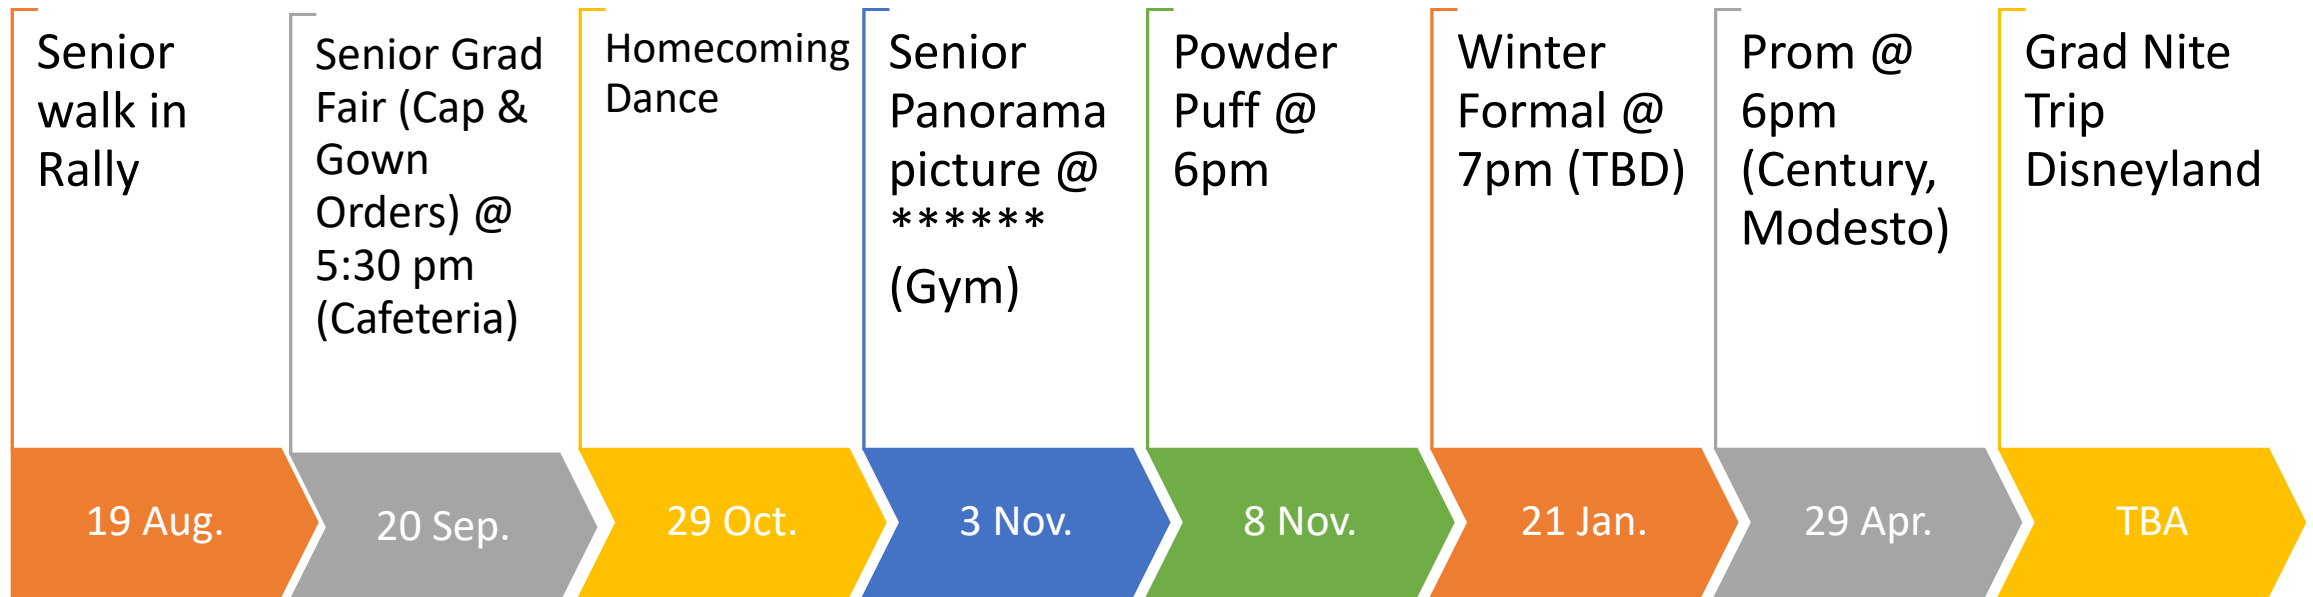 Senior
walk in
Rally
Senior Grad
Fair (Cap &
Gown
Orders) @
5:30 pm
(Cafeteria)
Homecoming
Dance
Senior
Panorama
picture @
******
(Gym)
Powder
Puff @
6pm
Winter
Formal @
7pm (TBD)
Prom @
6pm
(Century,
Modesto)
Grad Nite
Trip
Disneyland
19 Aug.
20 Sep.
29 Oct.
3 Nov.
8 Nov.
21 Jan.
29 Apr.
TBA